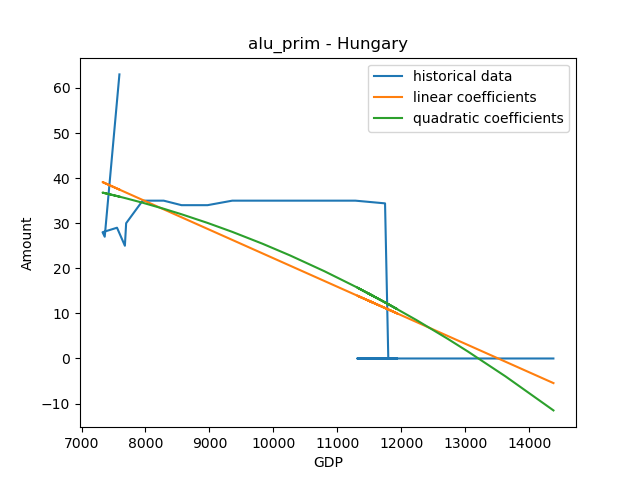 alu_prim - Hungary
historical data
linear coefficients
quadratic coefficients
Amount
60
50
40
30
20
10
0
−10
7000 8000 9000 10000 11000 12000 13000 14000
GDP